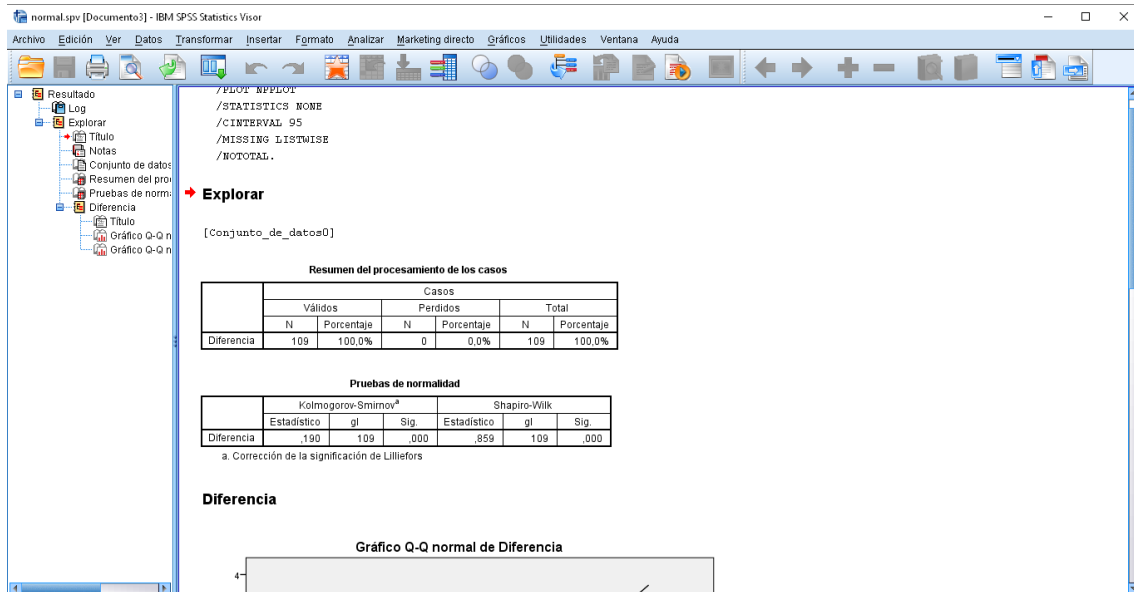 normal.spv [Documento3] - IBM SPSS Statistics Visor
Archivo Edición Ver Datos Transformar Insertar Formato Analizar Marketing directo Gráficos Utilidades Ventana Ayuda
Resultado
Log
Explorar
Título
Notas
Conjunto de datos
Resumen del pro
Pruebas de norm
Diferencia
Título
Gráfico Q-Q n
Gráfico Q-Q n
/PLOT NPPLOT
/STATISTICS NONE
/CINTERVAL 95
/MISSING LISTWISE
/NOTOTAL.
Explorar
[Conjunto_de_datos0]
Resumen del procesamiento de los casos
Casos
Válidos Perdidos Total
N Porcentaje N Porcentaje N Porcentaje
Diferencia 109 100,0% 0 0,0% 109 100,0%
Pruebas de normalidad
Kolmogorov-Smirnovª Shapiro-Wilk
Estadístico gl Sig. Estadístico gl Sig.
Diferencia ,190 109 ,000 ,859 109 ,000
a. Corrección de la significación de Lilliefors
Diferencia
Gráfico Q-Q normal de Diferencia
4